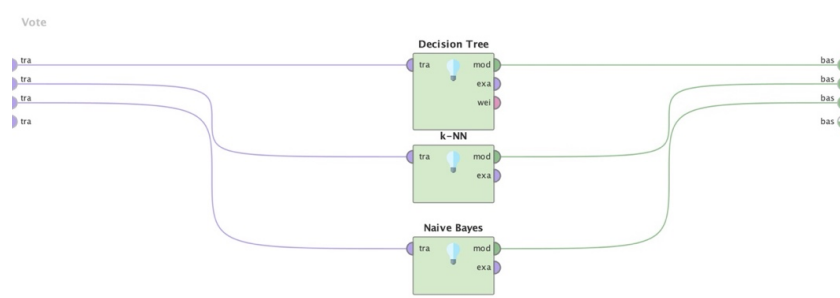 Vote
Decision Tree
tra tra mod bas
tra exa bas
tra wei bas
tra bas
k-NN
tra mod
exa
Naive Bayes
tra mod
exa